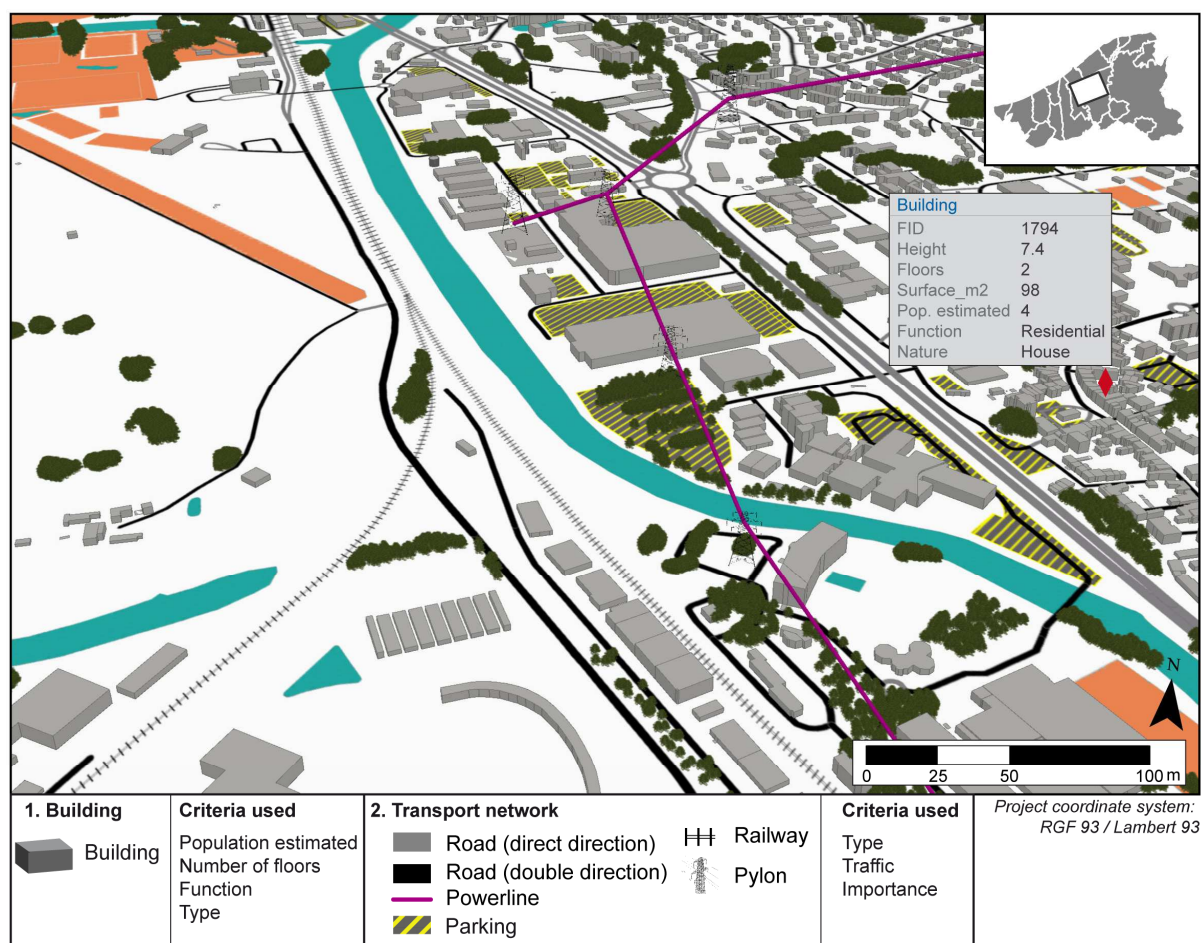 Building
FID 1794
Height 7.4
Floors 2
Surface_m2 98
Pop. estimated 4
Function Residential
Nature House
N
0 25 50 100 m
1. Building
Building
Criteria used
Population estimated
Number of floors
Function
Type
2. Transport network
Road (direct direction)
Road (double direction)
Powerline
Parking
Railway
Pylon
Criteria used
Type
Traffic
Importance
Project coordinate system:
RGF 93 / Lambert 93